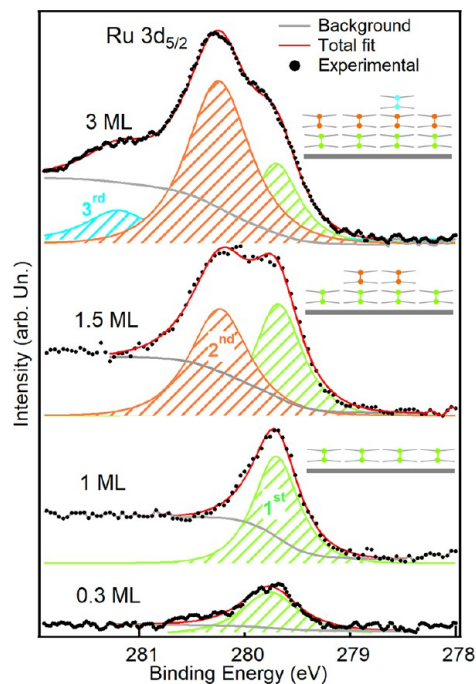 Ru 3d5/2
Background
Total fit
Experimental
3 ML
3rd
1.5 ML
2nd
1 ML
1st
0.3 ML
281 280 279 278
Binding Energy (eV)
Intensity (arb. Un.)